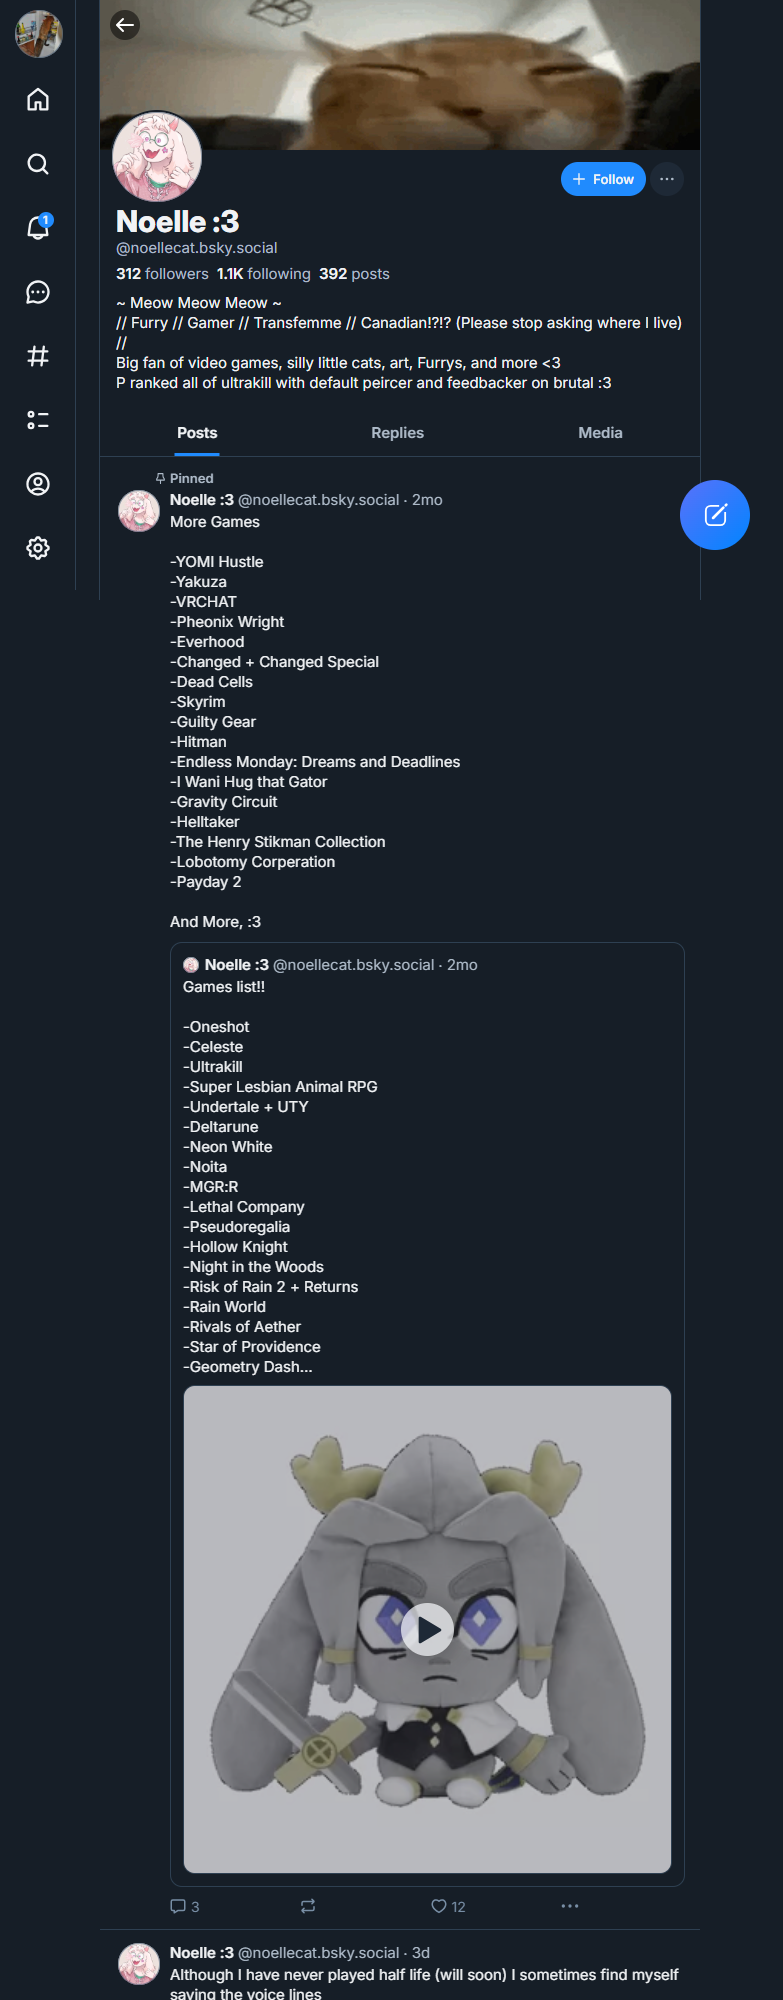 1
+ Follow
Noelle :3
@noellecat.bsky.social
312 followers 1.1K following 392 posts
~ Meow Meow Meow ~
// Furry // Gamer // Transfemme // Canadian!?!? (Please stop asking where I live)
//
Big fan of video games, silly little cats, art, Furrys, and more <3
P ranked all of ultrakill with default peircer and feedbacker on brutal :3
Posts Replies Media
Pinned
Noelle :3 @noellecat.bsky.social · 2mo
More Games
-YOMI Hustle
-Yakuza
-VRCHAT
-Pheonix Wright
-Everhood
-Changed + Changed Special
-Dead Cells
-Skyrim
-Guilty Gear
-Hitman
-Endless Monday: Dreams and Deadlines
-I Wani Hug that Gator
-Gravity Circuit
-Helltaker
-The Henry Stikman Collection
-Lobotomy Corperation
-Payday 2
And More, :3
Noelle :3 @noellecat.bsky.social · 2mo
Games list!!
-Oneshot
-Celeste
-Ultrakill
-Super Lesbian Animal RPG
-Undertale + UTY
-Deltarune
-Neon White
-Noita
-MGR:R
-Lethal Company
-Pseudoregalia
-Hollow Knight
-Night in the Woods
-Risk of Rain 2 + Returns
-Rain World
-Rivals of Aether
-Star of Providence
-Geometry Dash...
3 12
Noelle :3 @noellecat.bsky.social · 3d
Although I have never played half life (will soon) I sometimes find myself
saying the voice lines